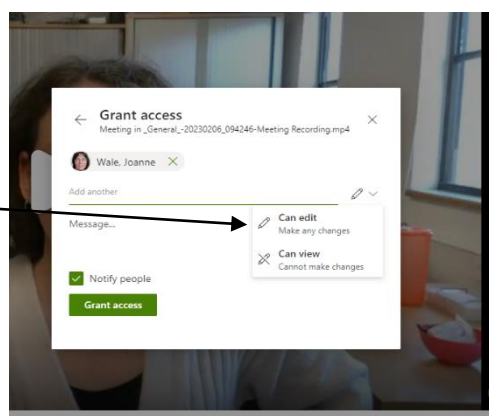 Grant access
Meeting in _General_-20230206_094246-Meeting Recording.mp4
Wale, Joanne
Add another
Can edit
Make any changes
Message...
Can view
Cannot make changes
Notify people
Grant access